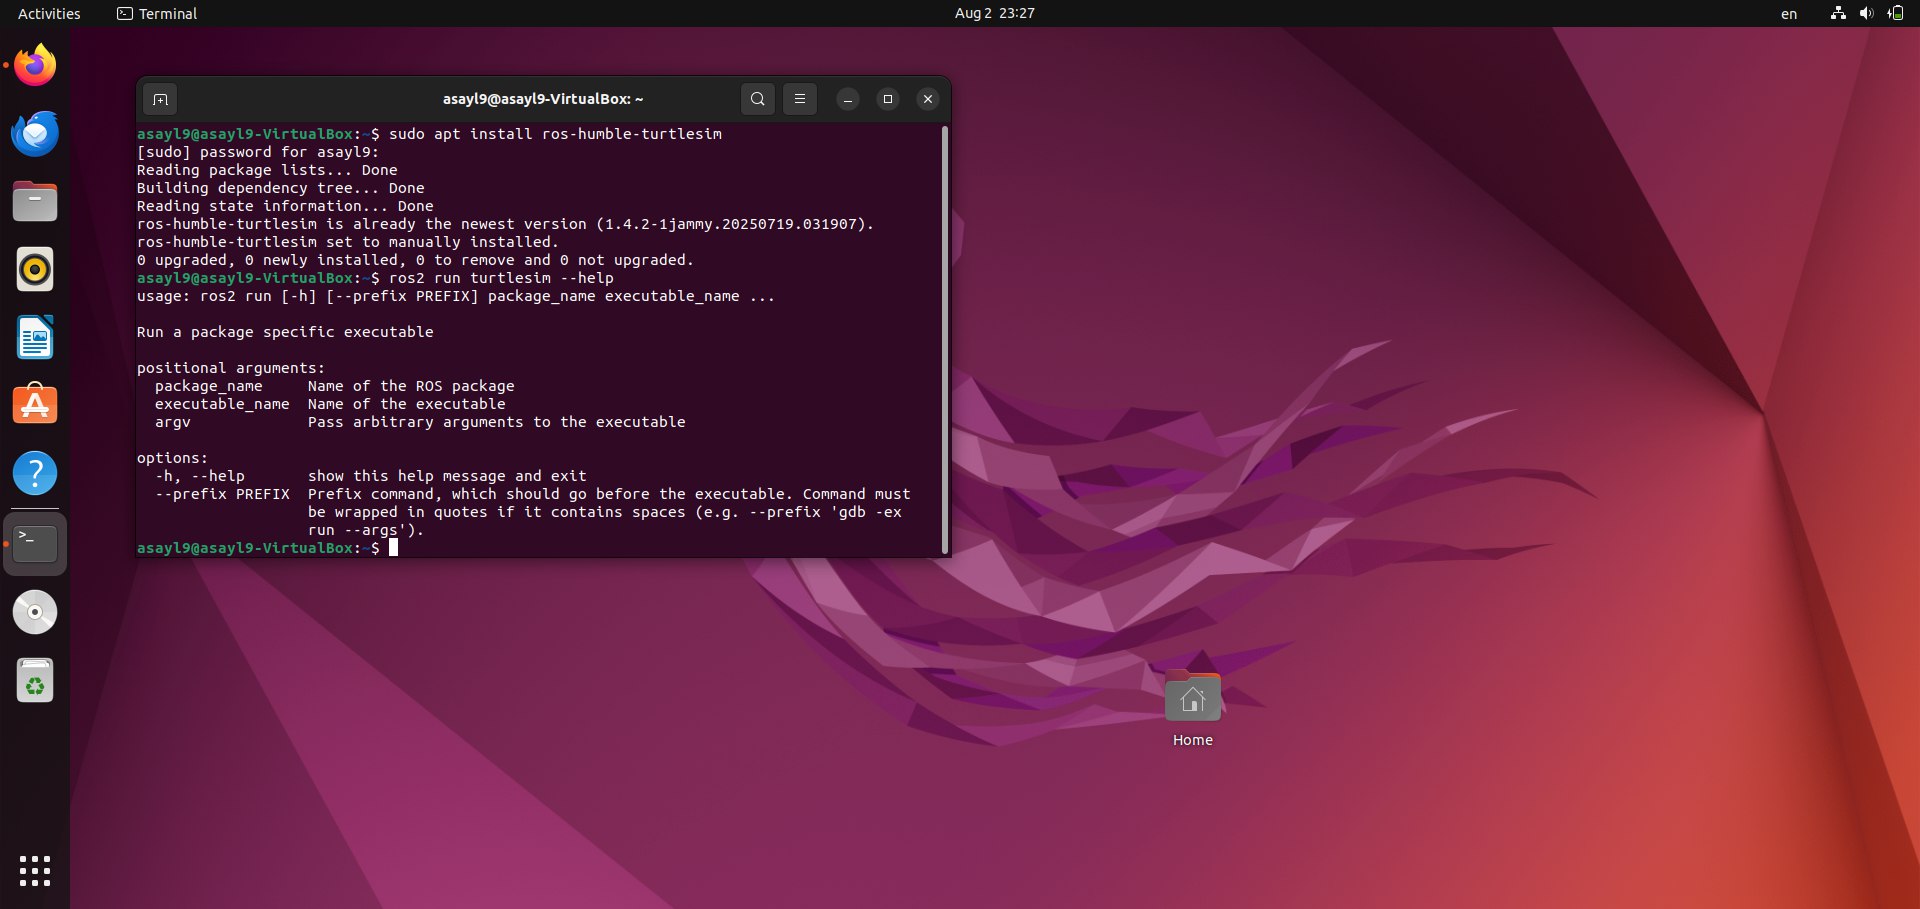 Activities
Terminal
Aug 2 23:27
en
asayl9@asayl9-VirtualBox: ~
asayl9@asayl9-VirtualBox:~$ sudo apt install ros-humble-turtlesim
[sudo] password for asayl9:
Reading package lists... Done
Building dependency tree... Done
Reading state information... Done
ros-humble-turtlesim is already the newest version (1.4.2-1jammy.20250719.031907).
ros-humble-turtlesim set to manually installed.
0 upgraded, 0 newly installed, 0 to remove and 0 not upgraded.
asayl9@asayl9-VirtualBox:~$ ros2 run turtlesim --help
usage: ros2 run [-h] [--prefix PREFIX] package_name executable_name ...
Run a package specific executable
positional arguments:
  package_name     Name of the ROS package
  executable_name  Name of the executable
  argv             Pass arbitrary arguments to the executable
options:
  -h, --help       show this help message and exit
  --prefix PREFIX  Prefix command, which should go before the executable. Command must
                   be wrapped in quotes if it contains spaces (e.g. --prefix 'gdb -ex
                   run --args').
asayl9@asayl9-VirtualBox:~$
Home